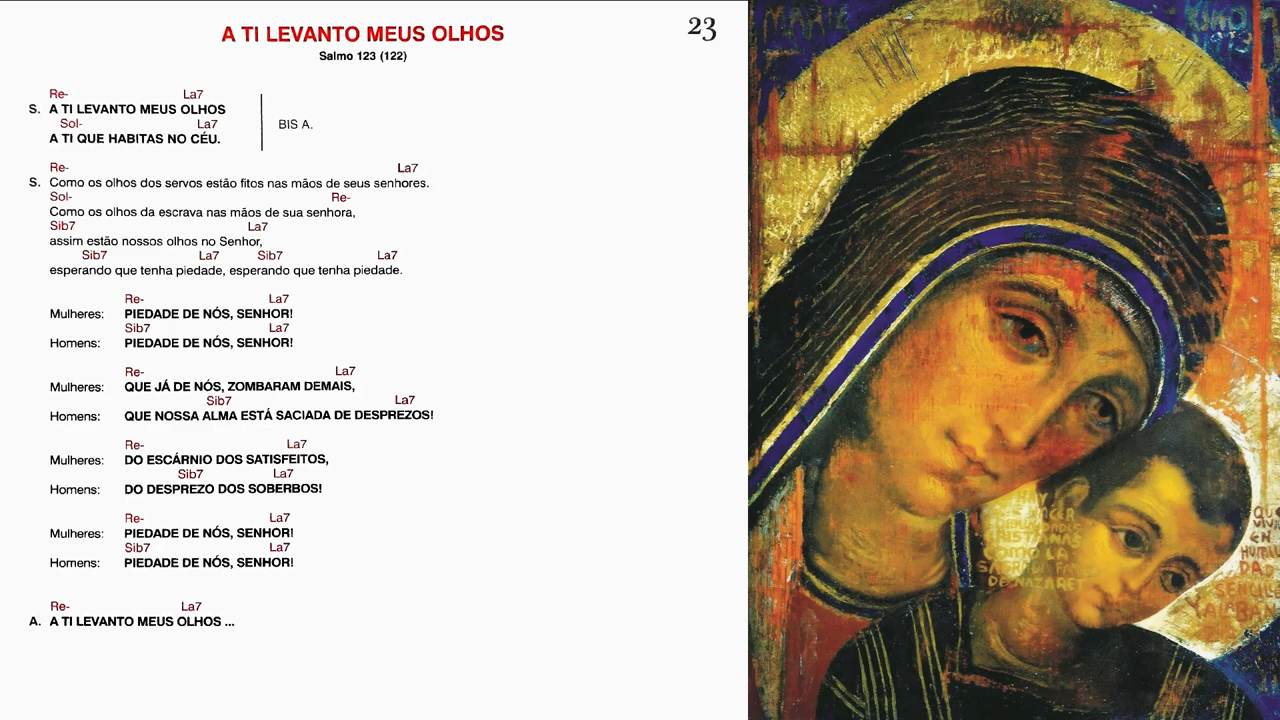 A TI LEVANTO MEUS OLHOS
23
Salmo 123 (122)
Re- La7
S. A TI LEVANTO MEUS OLHOS
Sol- La7
A TI QUE HABITAS NO CÉU.
BIS A.
Re- La7
S. Como os olhos dos servos estão fitos nas mãos de seus senhores.
Sol- Re-
Como os olhos da escrava nas mãos de sua senhora,
Sib7 La7
assim estão nossos olhos no Senhor,
Sib7 La7 Sib7 La7
esperando que tenha piedade, esperando que tenha piedade.
Re- La7
Mulheres: PIEDADE DE NÓS, SENHOR!
Sib7 La7
Homens: PIEDADE DE NÓS, SENHOR!
Re- La7
Mulheres: QUE JÁ DE NÓS, ZOMBARAM DEMAIS,
Sib7 La7
Homens: QUE NOSSA ALMA ESTÁ SACIADA DE DESPREZOS!
Re- La7
Mulheres: DO ESCÁRNIO DOS SATISFEITOS,
Sib7 La7
Homens: DO DESPREZO DOS SOBERBOS!
Re- La7
Mulheres: PIEDADE DE NÓS, SENHOR!
Sib7 La7
Homens: PIEDADE DE NÓS, SENHOR!
Re- La7
A. A TI LEVANTO MEUS OLHOS ...
COMO LA
DE NAZARET